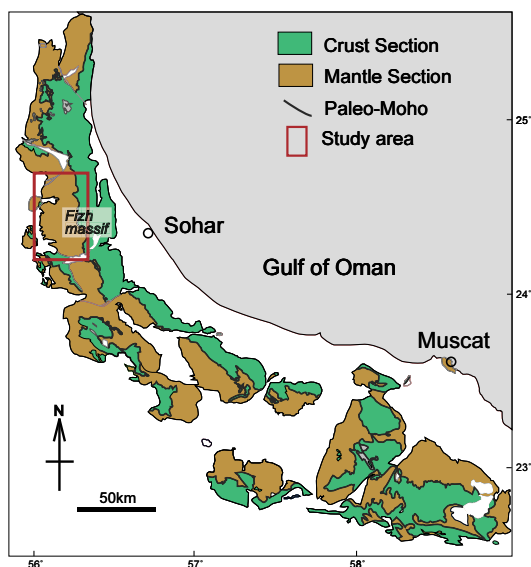 Crust Section
Mantle Section
Paleo-Moho
Study area
25°
Fizh
massif
Sohar
Gulf of Oman
24°
Muscat
N
23°
50km
56° 57° 58°